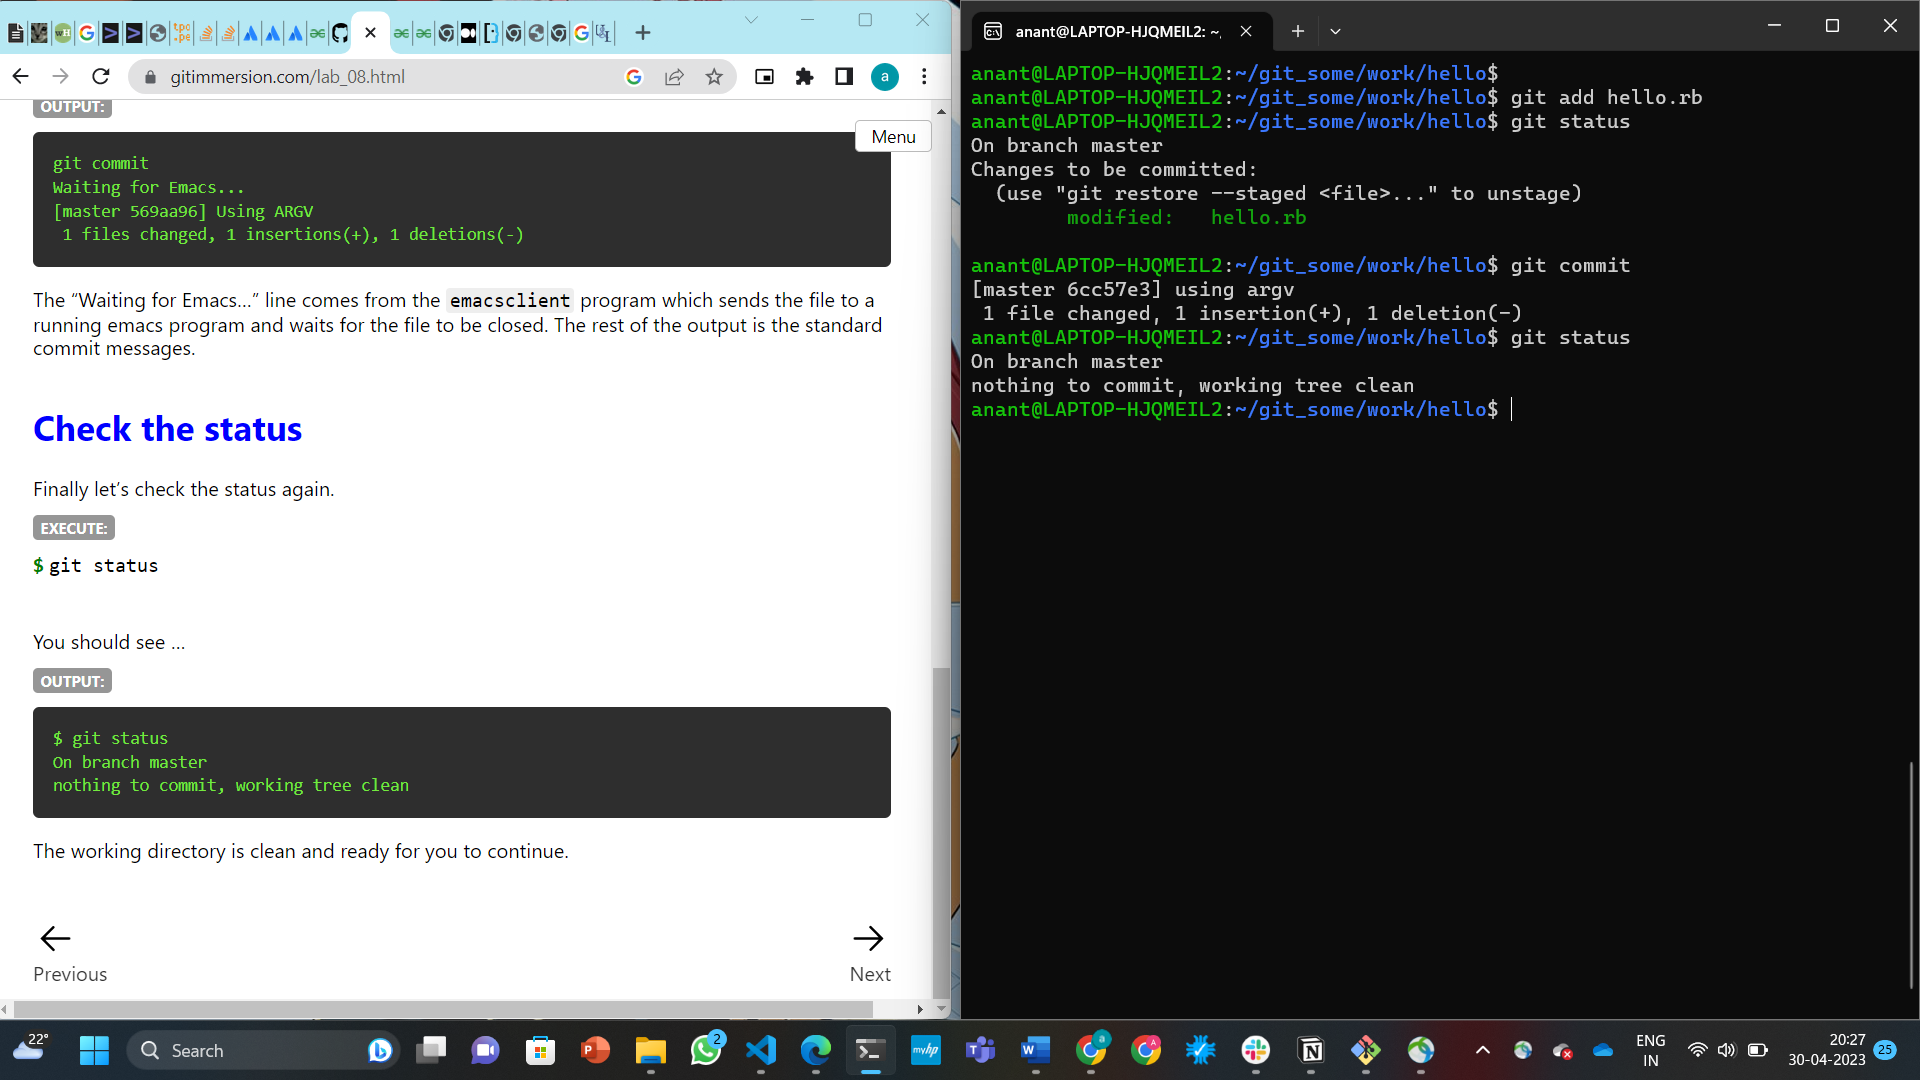 gitimmersion.com/lab_08.html
a
OUTPUT:
Menu
git commit
Waiting for Emacs...
[master 569aa96] Using ARGV
1 files changed, 1 insertions(+), 1 deletions(-)
The “Waiting for Emacs…” line comes from the emacsclient program which sends the file to a
running emacs program and waits for the file to be closed. The rest of the output is the standard
commit messages.
Check the status
Finally let’s check the status again.
EXECUTE:
$ git status
You should see …
OUTPUT:
$ git status
On branch master
nothing to commit, working tree clean
The working directory is clean and ready for you to continue.
Previous
Next
anant@LAPTOP-HJQMEIL2: ~,
anant@LAPTOP-HJQMEIL2:~/git_some/work/hello$
anant@LAPTOP-HJQMEIL2:~/git_some/work/hello$ git add hello.rb
anant@LAPTOP-HJQMEIL2:~/git_some/work/hello$ git status
On branch master
Changes to be committed:
(use "git restore --staged <file>..." to unstage)
modified:   hello.rb
anant@LAPTOP-HJQMEIL2:~/git_some/work/hello$ git commit
[master 6cc57e3] using argv
1 file changed, 1 insertion(+), 1 deletion(-)
anant@LAPTOP-HJQMEIL2:~/git_some/work/hello$ git status
On branch master
nothing to commit, working tree clean
anant@LAPTOP-HJQMEIL2:~/git_some/work/hello$
22°
Search
2
myhp
ENG
IN
20:27
30-04-2023
25